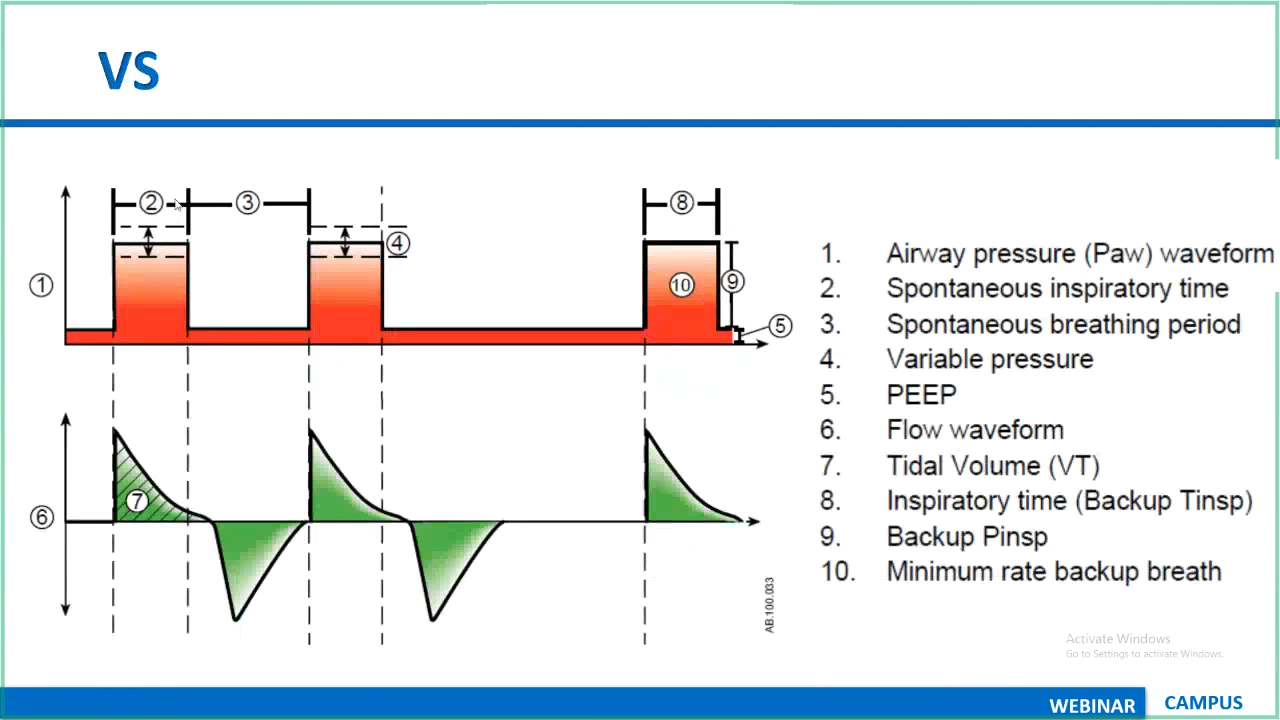 VS
② ③ ⑧
④
① ⑩ ⑨
⑤
⑦
⑥
AB.100.033
1. Airway pressure (Paw) waveform
2. Spontaneous inspiratory time
3. Spontaneous breathing period
4. Variable pressure
5. PEEP
6. Flow waveform
7. Tidal Volume (VT)
8. Inspiratory time (Backup Tinsp)
9. Backup Pinsp
10. Minimum rate backup breath
Activate Windows
Go to Settings to activate Windows.
WEBINAR CAMPUS